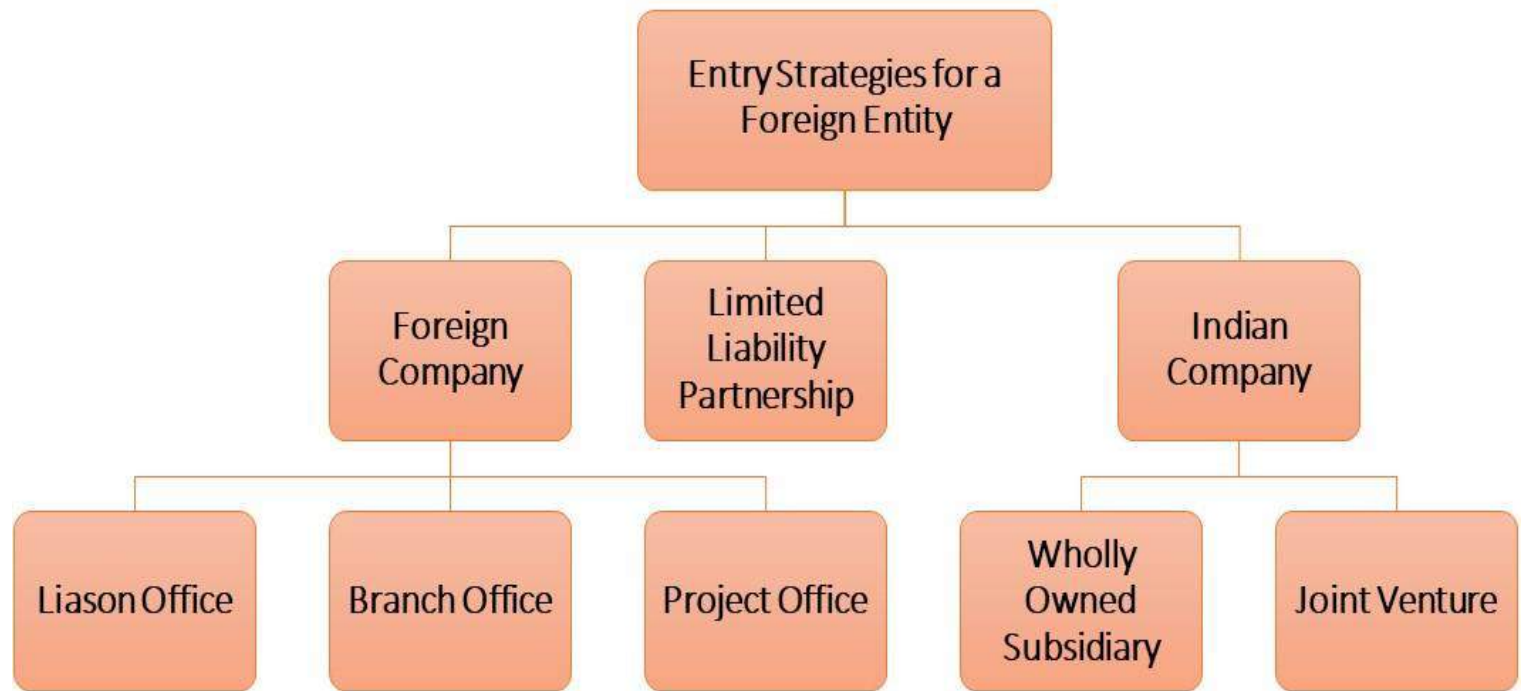 Entry Strategies for a
Foreign Entity
Foreign
Company
Limited
Liability
Partnership
Indian
Company
Liason Office
Branch Office
Project Office
Wholly
Owned
Subsidiary
Joint Venture